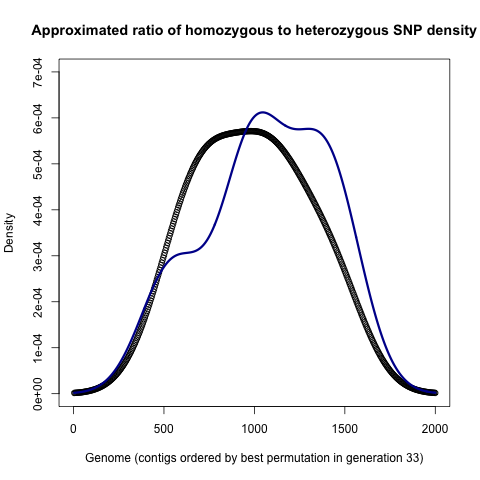 Approximated ratio of homozygous to heterozygous SNP density
7e-04
6e-04
5e-04
4e-04
3e-04
2e-04
1e-04
0e+00
Density
0 500 1000 1500 2000
Genome (contigs ordered by best permutation in generation 33)